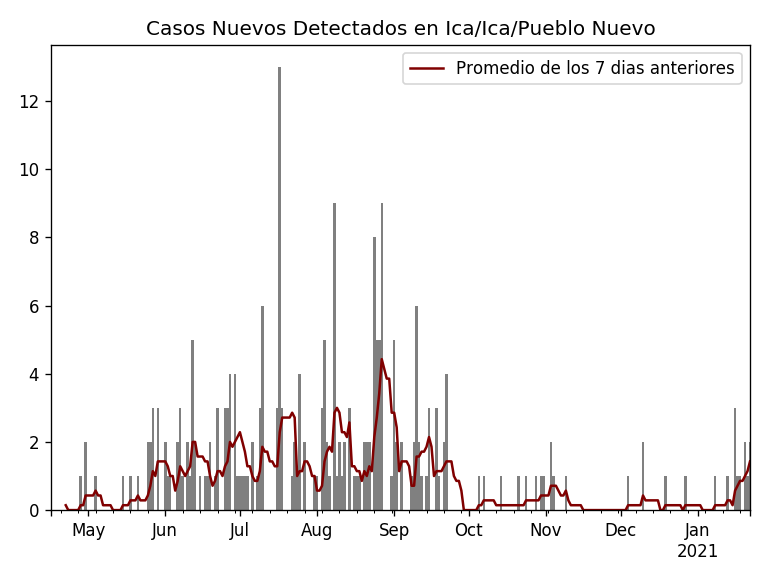 Casos Nuevos Detectados en Ica/Ica/Pueblo Nuevo
Promedio de los 7 dias anteriores
12
10
8
6
4
2
0
May Jun Jul Aug Sep Oct Nov Dec Jan
2021